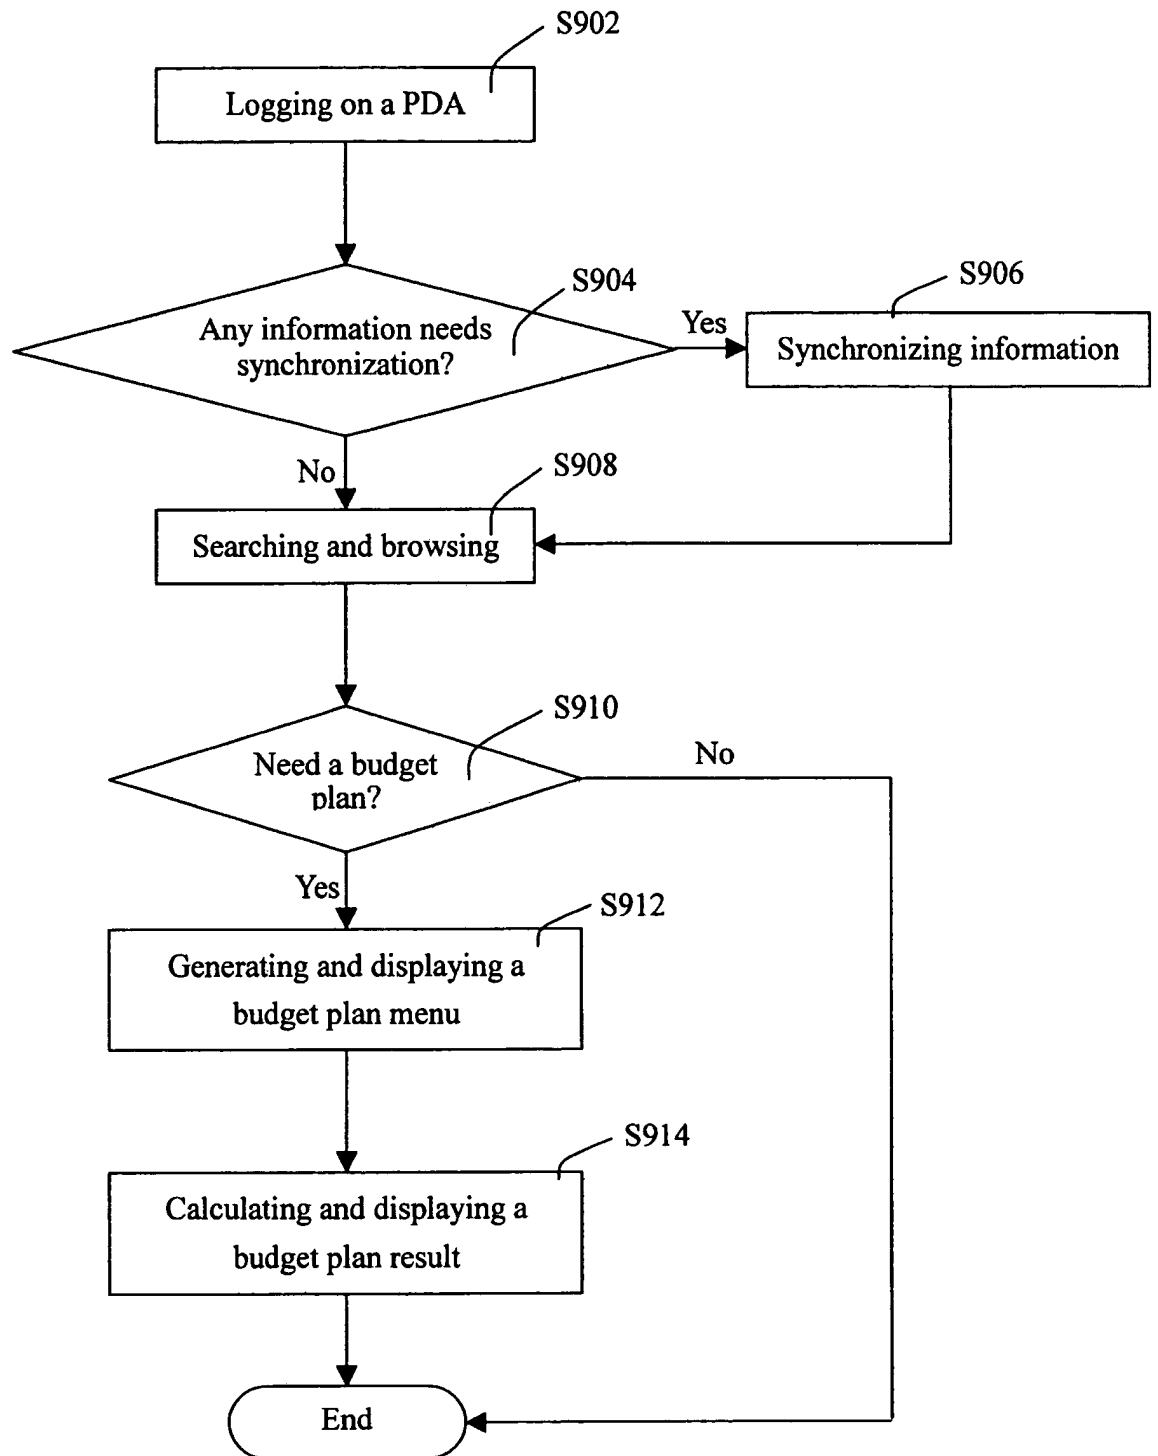 S902
Logging on a PDA
S904
Any information needs
synchronization?
Yes
S906
Synchronizing information
No
S908
Searching and browsing
S910
Need a budget
plan?
No
Yes
S912
Generating and displaying a
budget plan menu
S914
Calculating and displaying a
budget plan result
End